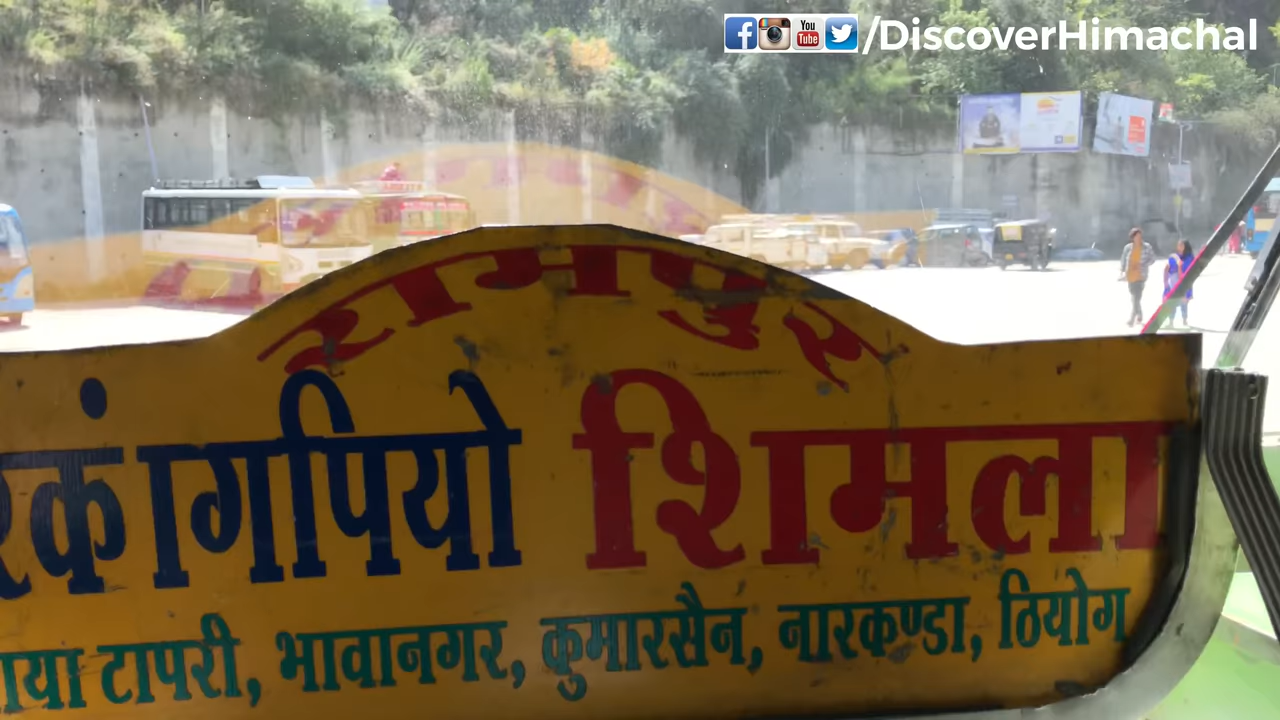 /DiscoverHimachal
रामपुर
रकांगपियो शिमला
ाया टापरी, भावानगर, कुमारसैन, नारकण्डा, ठियोग